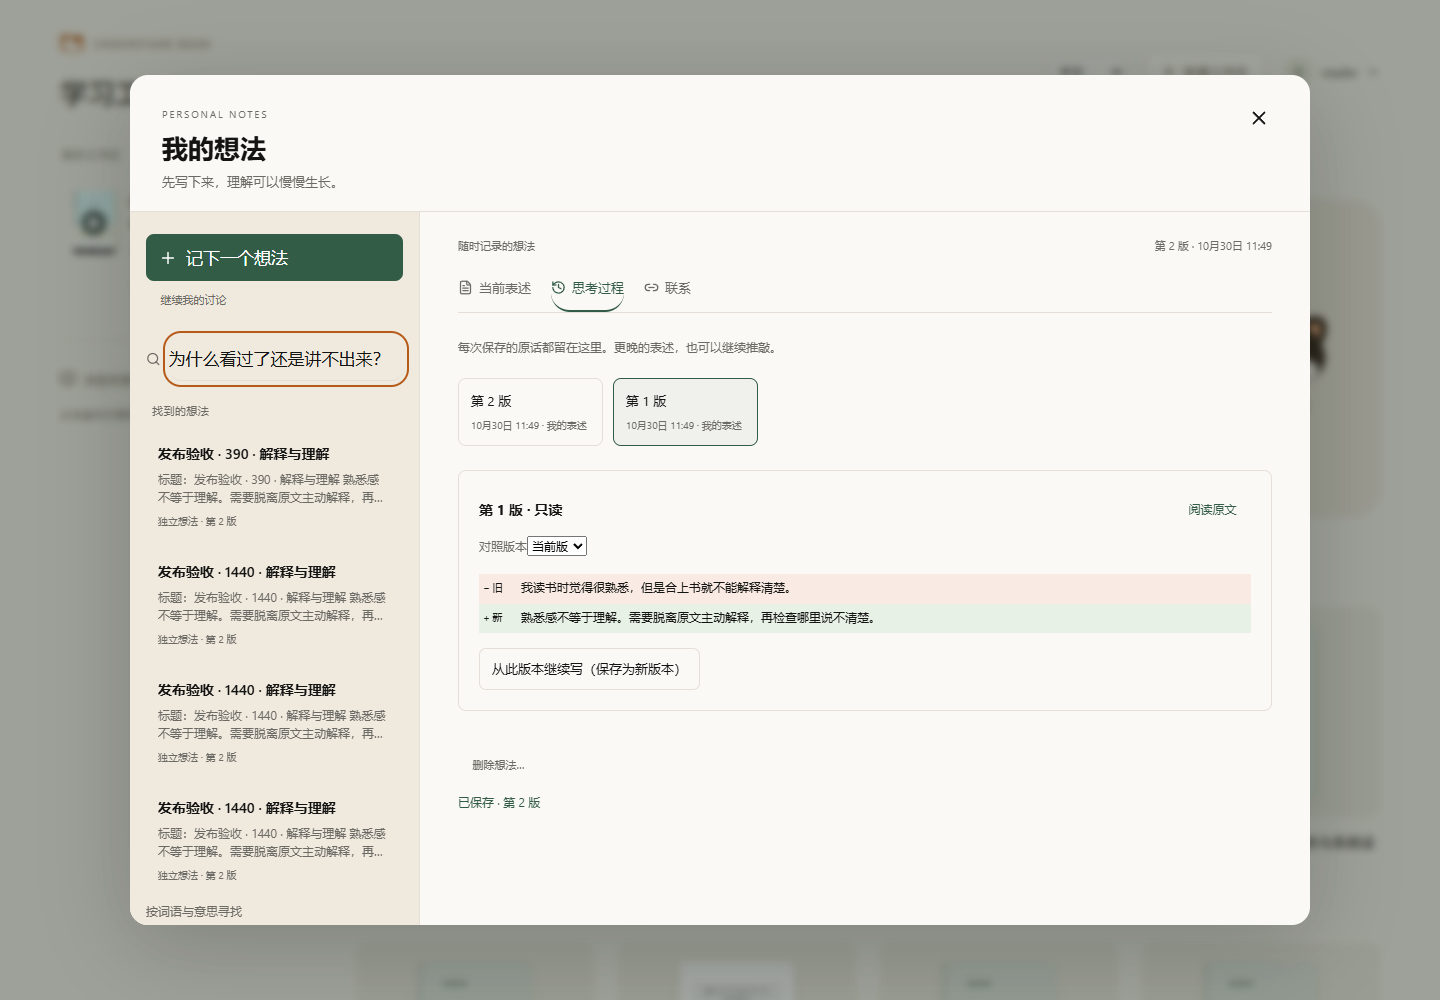 学习工
PERSONAL NOTES
我的想法
先写下来，理解可以慢慢生长。
记下一个想法
继续我的讨论
为什么看过了还是讲不出来？
找到的想法
发布验收 · 390 · 解释与理解
标题：发布验收 · 390 · 解释与理解 熟悉感
不等于理解。需要脱离原文主动解释，再...
独立想法 · 第 2 版
发布验收 · 1440 · 解释与理解
标题：发布验收 · 1440 · 解释与理解 熟悉感
不等于理解。需要脱离原文主动解释，再...
独立想法 · 第 2 版
发布验收 · 1440 · 解释与理解
标题：发布验收 · 1440 · 解释与理解 熟悉感
不等于理解。需要脱离原文主动解释，再...
独立想法 · 第 2 版
发布验收 · 1440 · 解释与理解
标题：发布验收 · 1440 · 解释与理解 熟悉感
不等于理解。需要脱离原文主动解释，再...
独立想法 · 第 2 版
按词语与意思寻找
随时记录的想法
第 2 版 · 10月30日 11:49
当前表述 思考过程 联系
每次保存的原话都留在这里。更晚的表述，也可以继续推敲。
第 2 版
10月30日 11:49 · 我的表述
第 1 版
10月30日 11:49 · 我的表述
第 1 版 · 只读
阅读原文
对照版本 当前版
− 旧 我读书时觉得很熟悉，但是合上书就不能解释清楚。
+ 新 熟悉感不等于理解。需要脱离原文主动解释，再检查哪里说不清楚。
从此版本继续写（保存为新版本）
删除想法...
已保存 · 第 2 版